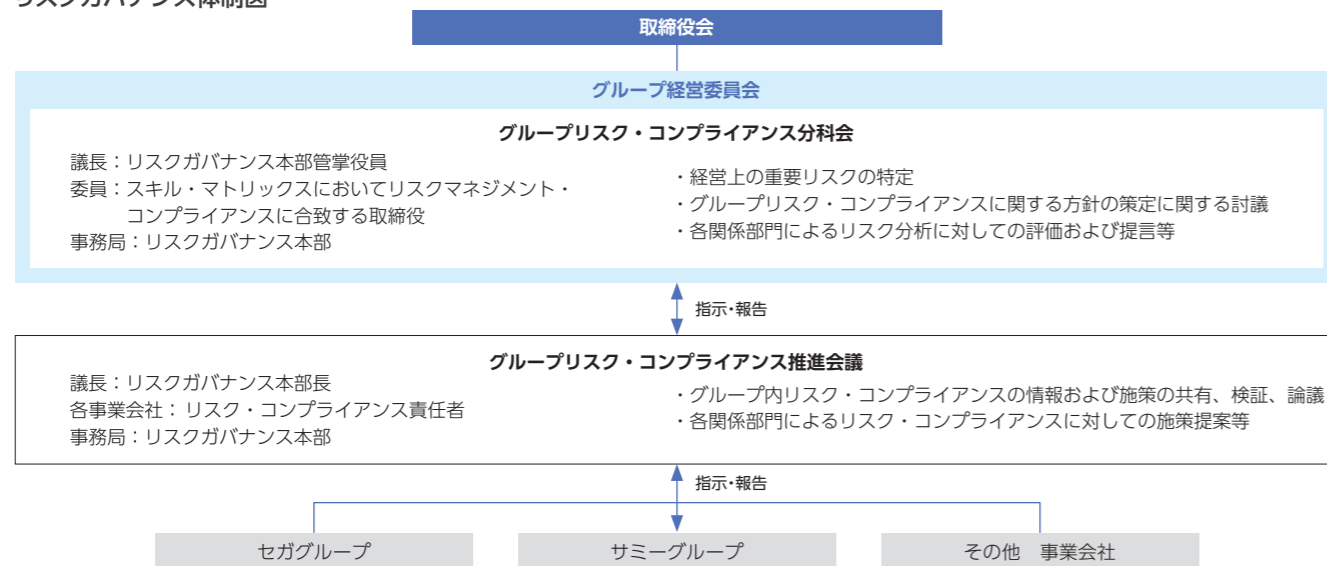 リスクガバナンス体制図
取締役会
グループ経営委員会
グループリスク・コンプライアンス分科会
議長：リスクガバナンス本部管掌役員
委員：スキル・マトリックスにおいてリスクマネジメント・
コンプライアンスに合致する取締役
事務局：リスクガバナンス本部
・経営上の重要リスクの特定
・グループリスク・コンプライアンスに関する方針の策定に関する討議
・各関係部門によるリスク分析に対しての評価および提言等
指示・報告
グループリスク・コンプライアンス推進会議
議長：リスクガバナンス本部長
各事業会社：リスク・コンプライアンス責任者
事務局：リスクガバナンス本部
・グループ内リスク・コンプライアンスの情報および施策の共有、検証、論議
・各関係部門によるリスク・コンプライアンスに対しての施策提案等
指示・報告
セガグループ
サミーグループ
その他　事業会社